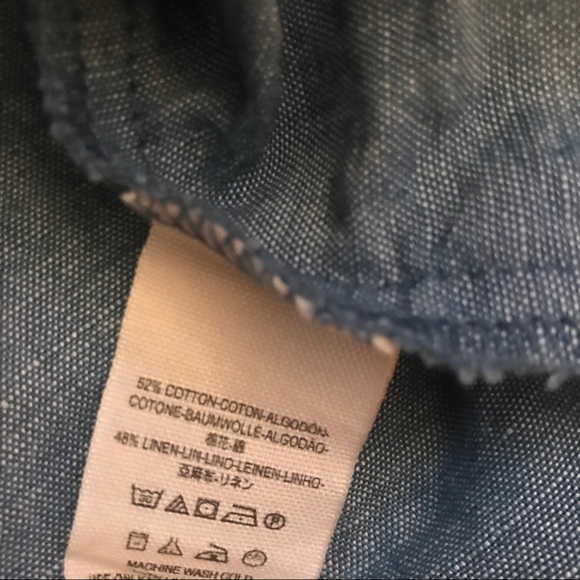 52% COTTON-COTON-ALGODÓN-
COTONE-BAUMWOLLE-ALGODÃO-
棉花-綿
48% LINEN-LIN-LINO-LEINEN-LINHO-
亚麻布-リネン
MACHINE WASH COLD